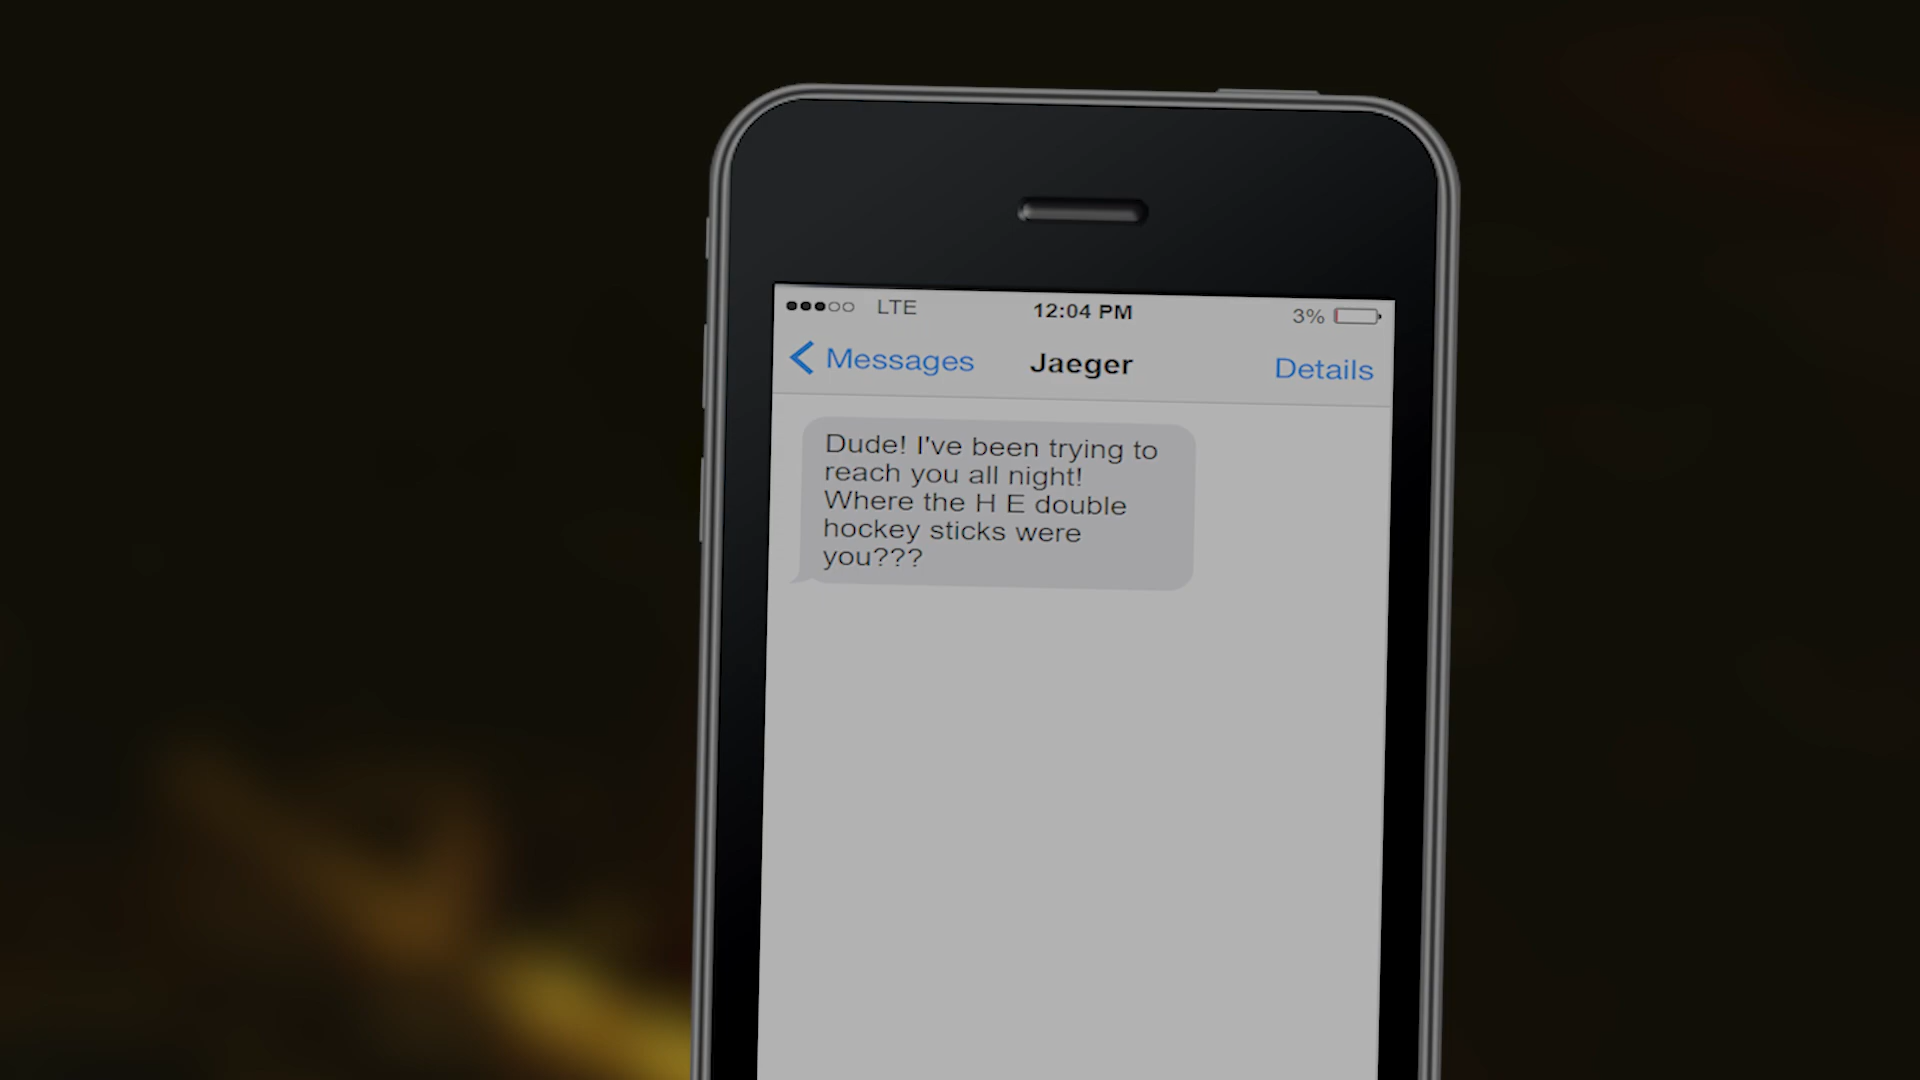 LTE 12:04 PM 3%
Messages Jaeger Details
Dude! I've been trying to
reach you all night!
Where the H E double
hockey sticks were
you???